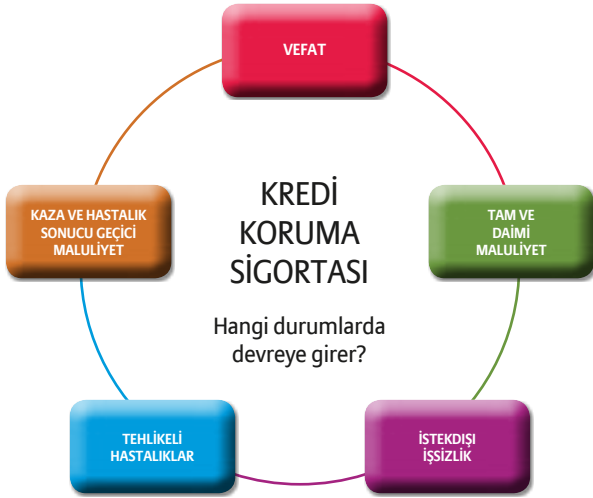 VEFAT
KREDİ
KORUMA
SİGORTASI
Hangi durumlarda
devreye girer?
TAM VE
DAİMİ
MALULİYET
İSTEKDIŞI
İŞSİZLİK
TEHLİKELİ
HASTALIKLAR
KAZA VE HASTALIK
SONUCU GEÇİCİ
MALULİYET